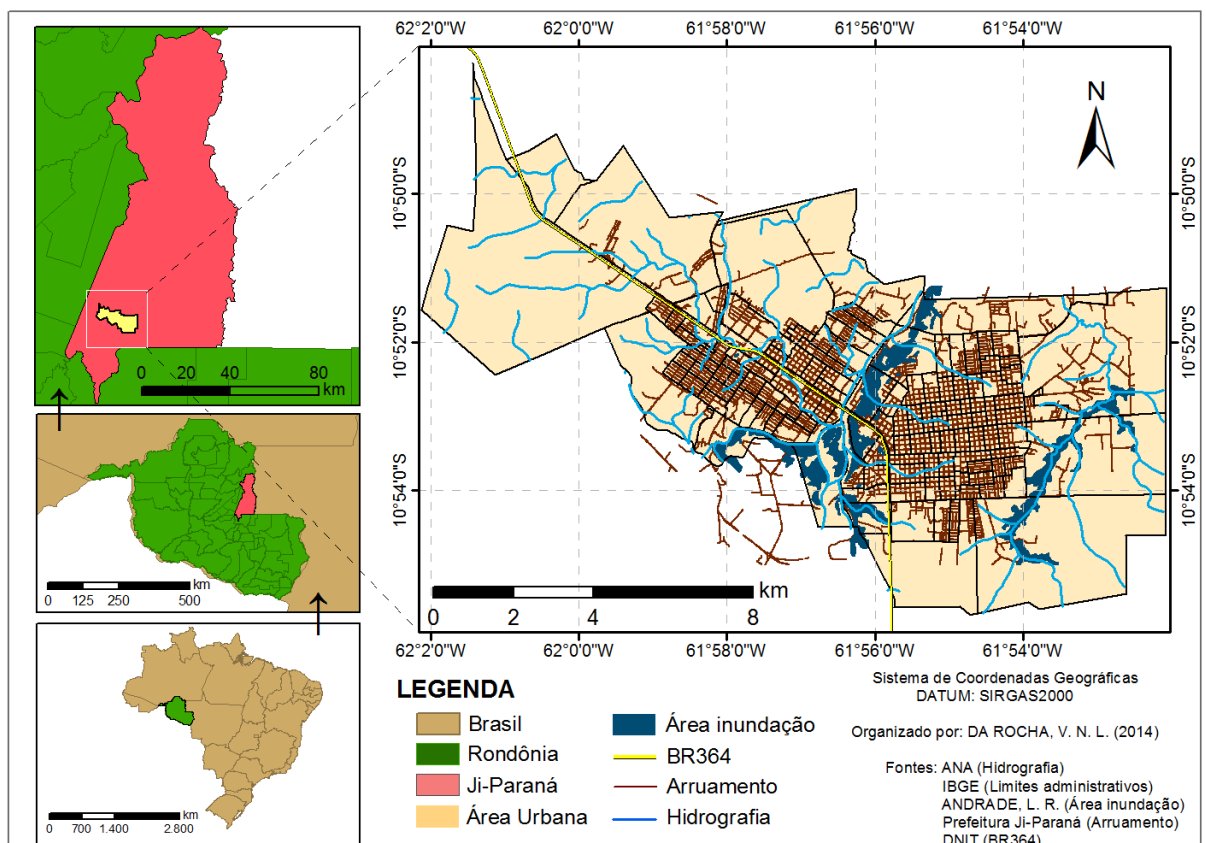 62°2'0"W 62°0'0"W 61°58'0"W 61°56'0"W 61°54'0"W
N
10°50'0"S 10°50'0"S
10°52'0"S 10°52'0"S
10°54'0"S 10°54'0"S
0 20 40 80
km
km
0 125 250 500
km
0 2 4 8
62°2'0"W 62°0'0"W 61°58'0"W 61°56'0"W 61°54'0"W
km
0 700 1.400 2.800
LEGENDA
Brasil
Rondônia
Ji-Paraná
Área Urbana
Área inundação
BR364
Arruamento
Hidrografia
Sistema de Coordenadas Geográficas
DATUM: SIRGAS2000
Organizado por: DA ROCHA, V. N. L. (2014)
Fontes: ANA (Hidrografia)
IBGE (Limites administrativos)
ANDRADE, L. R. (Área inundação)
Prefeitura Ji-Paraná (Arruamento)
DNIT (BR364)